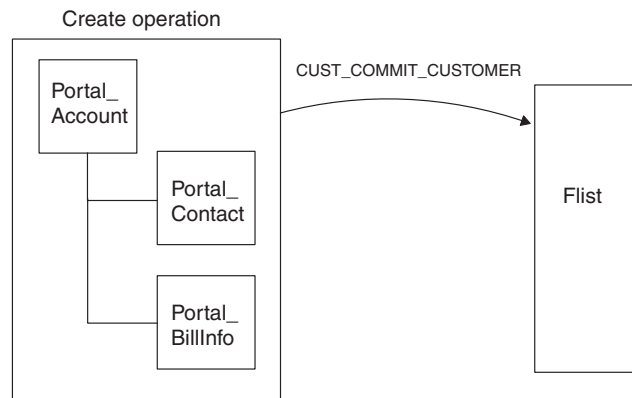 Create operation
CUST_COMMIT_CUSTOMER
Portal_
Account
Portal_
Contact
Flist
Portal_
BillInfo